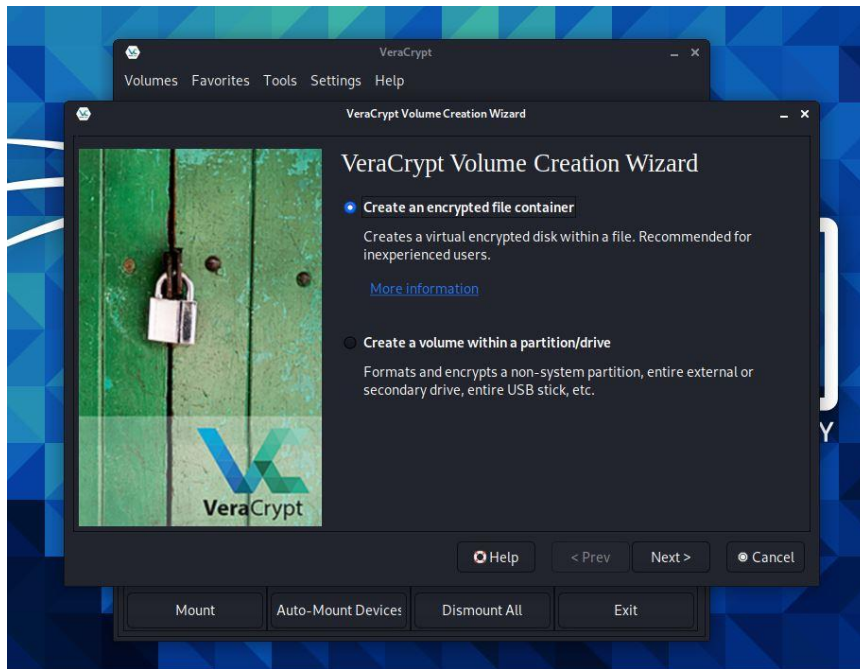 VeraCrypt
Volumes Favorites Tools Settings Help
VeraCrypt Volume Creation Wizard
VeraCrypt Volume Creation Wizard
Create an encrypted file container
Creates a virtual encrypted disk within a file. Recommended for
inexperienced users.
More information
Create a volume within a partition/drive
Formats and encrypts a non-system partition, entire external or
secondary drive, entire USB stick, etc.
VeraCrypt
Y
Help < Prev Next > Cancel
Mount Auto-Mount Devices Dismount All Exit